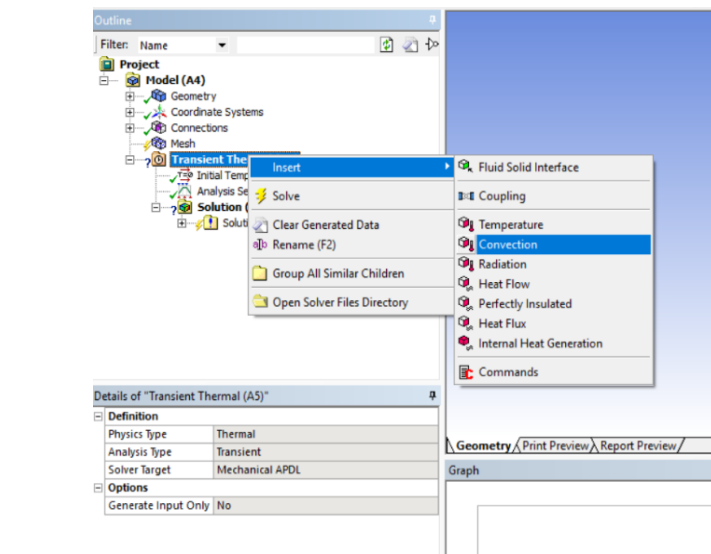 Outline
Filter: Name
Project
Model (A4)
Geometry
Coordinate Systems
Connections
Mesh
Transient The
Initial Temp
Analysis Se
Solution (
Soluti
Insert
Solve
Clear Generated Data
Rename (F2)
Group All Similar Children
Open Solver Files Directory
Fluid Solid Interface
Coupling
Temperature
Convection
Radiation
Heat Flow
Perfectly Insulated
Heat Flux
Internal Heat Generation
Commands
Details of "Transient Thermal (A5)"
Definition
Physics Type Thermal
Analysis Type Transient
Solver Target Mechanical APDL
Options
Generate Input Only No
Geometry Print Preview Report Preview
Graph